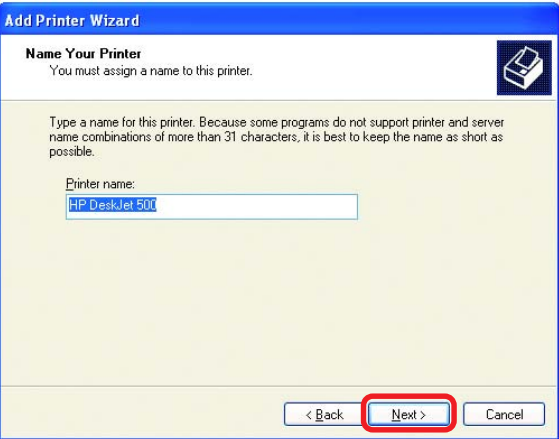 Add Printer Wizard
Name Your Printer
You must assign a name to this printer.
Type a name for this printer. Because some programs do not support printer and server
name combinations of more than 31 characters, it is best to keep the name as short as
possible.
Printer name:
HP DeskJet 500
< Back
Next >
Cancel